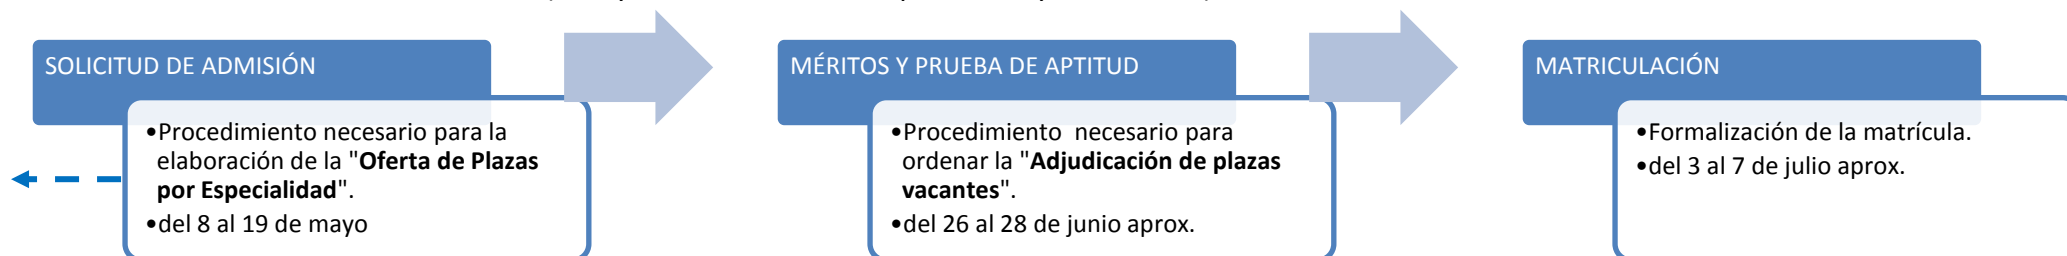 SOLICITUD DE ADMISIÓN
•Procedimiento necesario para la
elaboración de la "Oferta de Plazas
por Especialidad".
•del 8 al 19 de mayo
MÉRITOS Y PRUEBA DE APTITUD
•Procedimiento necesario para
ordenar la "Adjudicación de plazas
vacantes".
•del 26 al 28 de junio aprox.
MATRICULACIÓN
•Formalización de la matrícula.
•del 3 al 7 de julio aprox.